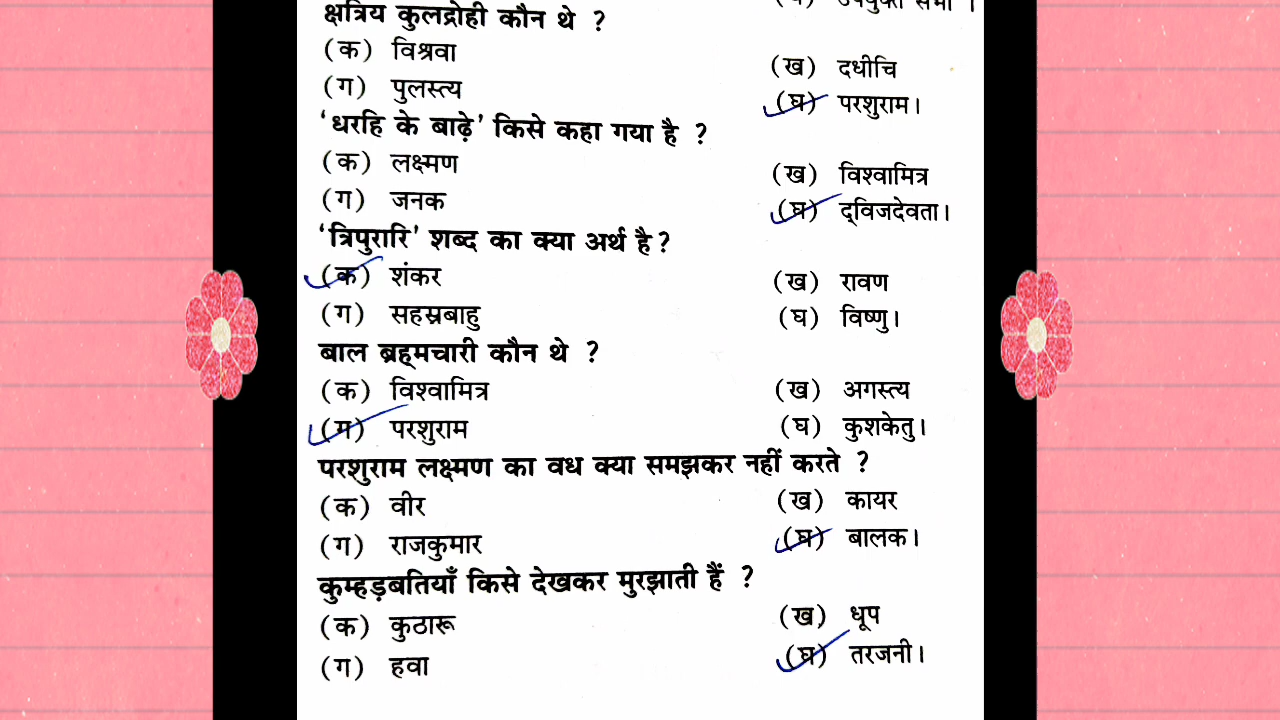 क्षत्रिय कुलद्रोही कौन थे ?
(क) विश्रवा (ख) दधीचि
(ग) पुलस्त्य (घ) परशुराम।
'धरहि के बाढ़े' किसे कहा गया है ?
(क) लक्ष्मण (ख) विश्वामित्र
(ग) जनक (घ) द्विजदेवता।
'त्रिपुरारि' शब्द का क्या अर्थ है?
(क) शंकर (ख) रावण
(ग) सहस्रबाहु (घ) विष्णु।
बाल ब्रह्मचारी कौन थे ?
(क) विश्वामित्र (ख) अगस्त्य
(ग) परशुराम (घ) कुशकेतु।
परशुराम लक्ष्मण का वध क्या समझकर नहीं करते ?
(क) वीर (ख) कायर
(ग) राजकुमार (घ) बालक।
कुम्हड़बतियाँ किसे देखकर मुरझाती हैं ?
(क) कुठारू (ख) धूप
(ग) हवा (घ) तरजनी।